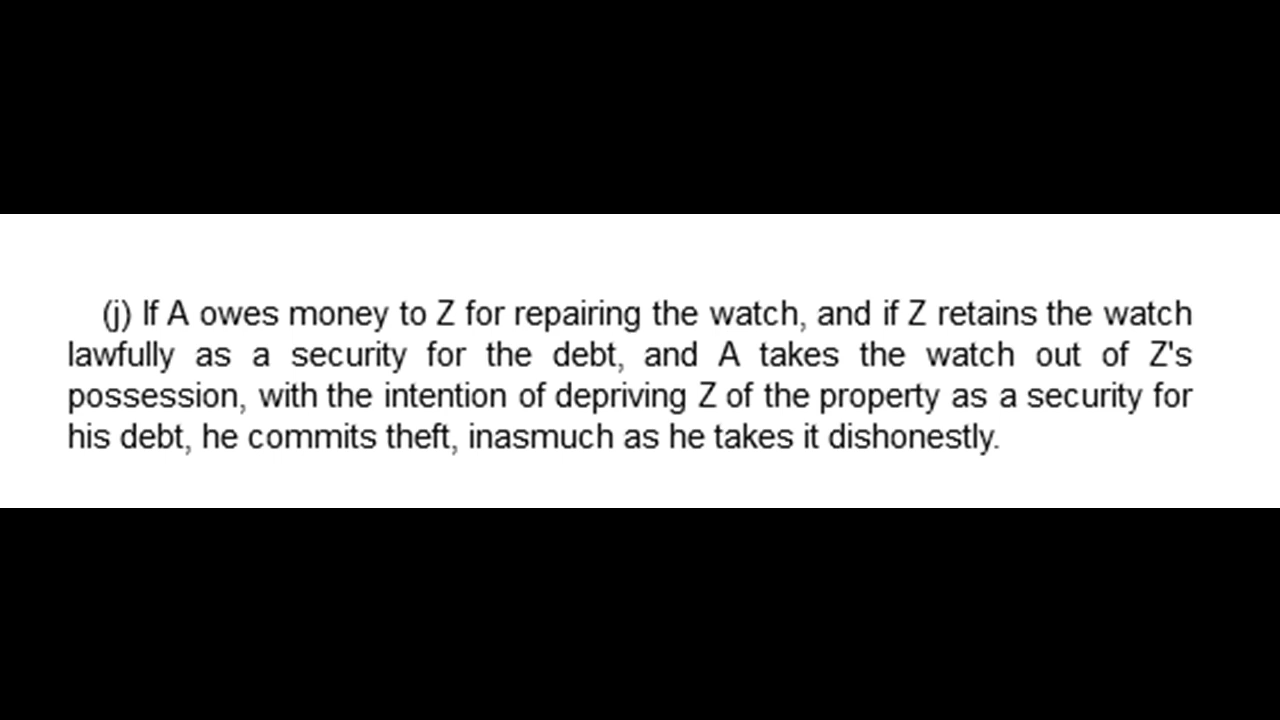 (j) If A owes money to Z for repairing the watch, and if Z retains the watch
lawfully as a security for the debt, and A takes the watch out of Z's
possession, with the intention of depriving Z of the property as a security for
his debt, he commits theft, inasmuch as he takes it dishonestly.